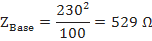 Z_Base = 230² / 100 = 529 Ω